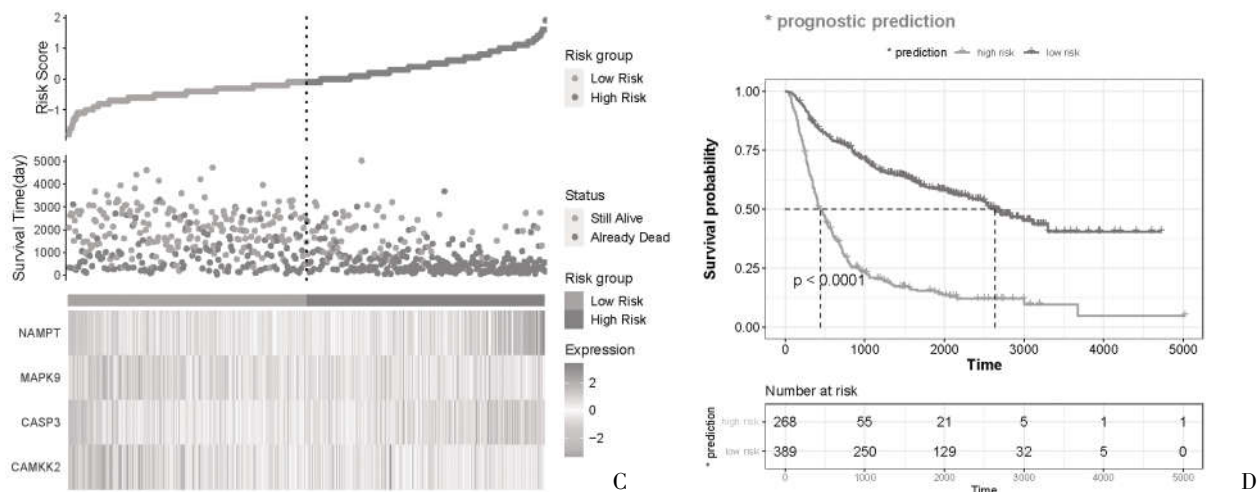 2
1
0
−1
Risk Score
Risk group
Low Risk
High Risk
5000
4000
3000
2000
1000
0
Survival Time(day)
Status
Still Alive
Already Dead
Risk group
Low Risk
High Risk
NAMPT
MAPK9
CASP3
CAMKK2
Expression
2
0
−2
C
* prognostic prediction
* prediction high risk low risk
1.00
0.75
0.50
0.25
0.00
Survival probability
p < 0.0001
0 1000 2000 3000 4000 5000
Time
Number at risk
* prediction
high risk 268 55 21 5 1 1
low risk 389 250 129 32 5 0
0 1000 2000 3000 4000 5000
Time
D